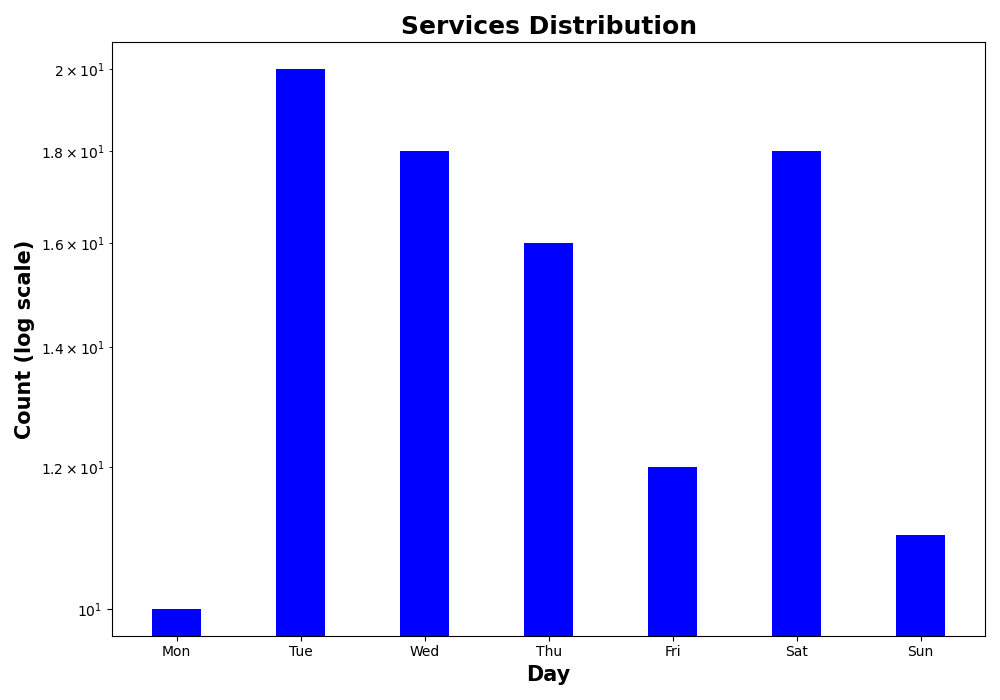 Services Distribution
Count (log scale)
2 × 10¹
1.8 × 10¹
1.6 × 10¹
1.4 × 10¹
1.2 × 10¹
10¹
Mon Tue Wed Thu Fri Sat Sun
Day